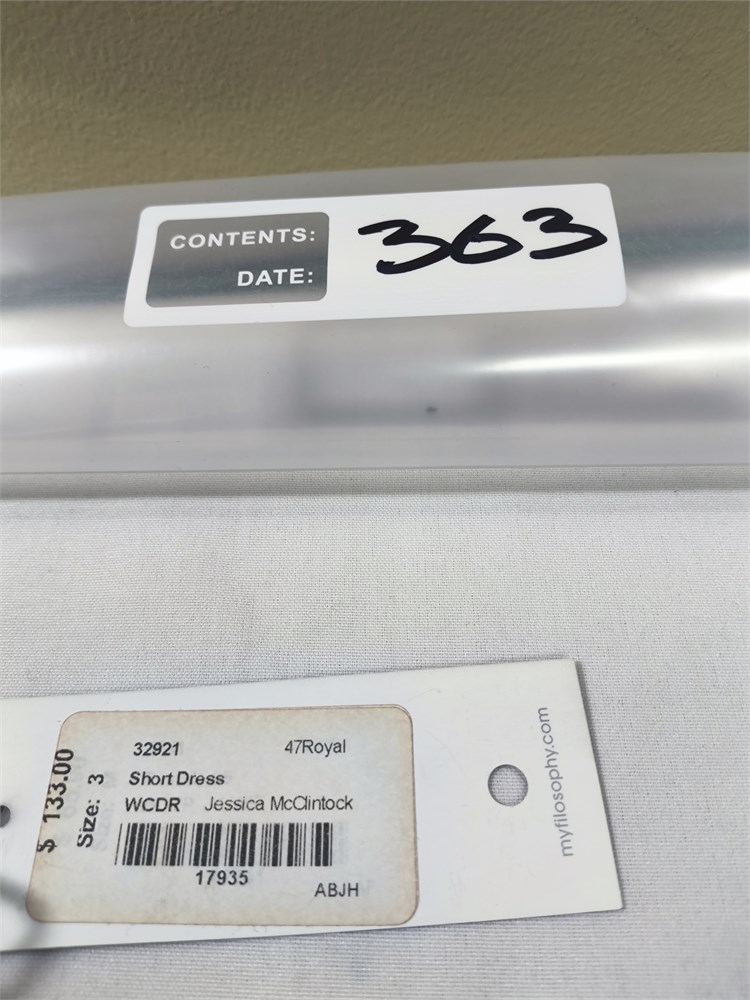 CONTENTS: 363
DATE:
32921 47Royal
Short Dress
WCDR Jessica McClintock
17935
ABJH
$ 133.00
Size: 3
myfilosophy.com